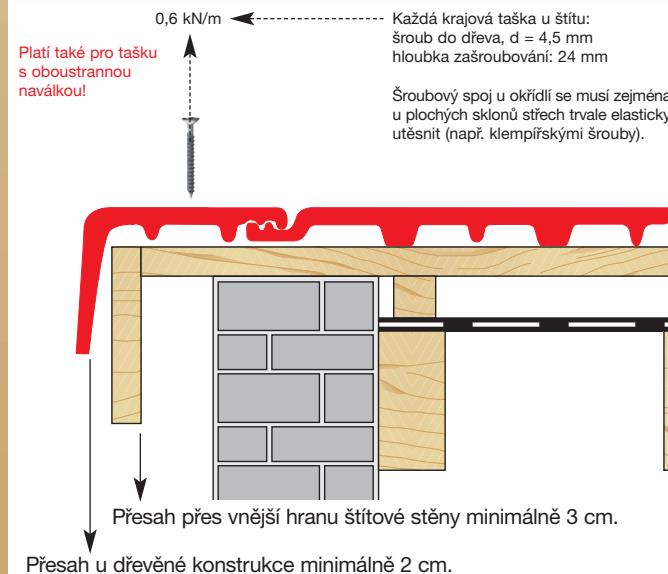 0,6 kN/m
Každá krajová taška u štítu:
šroub do dřeva, d = 4,5 mm
hloubka zašroubování: 24 mm
Platí také pro tašku
s oboustrannou
naválkou!
Šroubový spoj u okřídlí se musí zejména
u plochých sklonů střech trvale elasticky
utěsnit (např. klempířskými šrouby).
Přesah přes vnější hranu štítové stěny minimálně 3 cm.
Přesah u dřevěné konstrukce minimálně 2 cm.